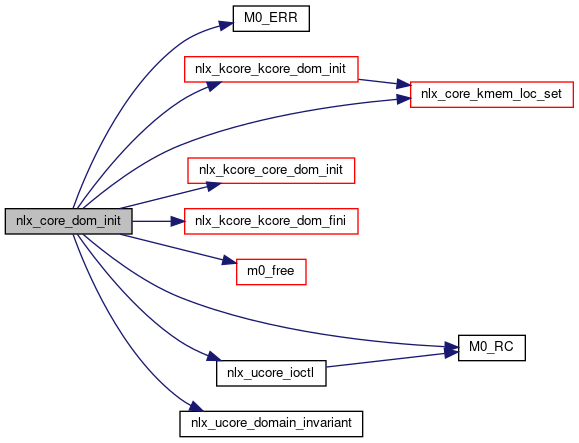 M0_ERR
nlx_kcore_kcore_dom_init
nlx_core_kmem_loc_set
nlx_kcore_core_dom_init
nlx_core_dom_init
nlx_kcore_kcore_dom_fini
m0_free
M0_RC
nlx_ucore_ioctl
nlx_ucore_domain_invariant